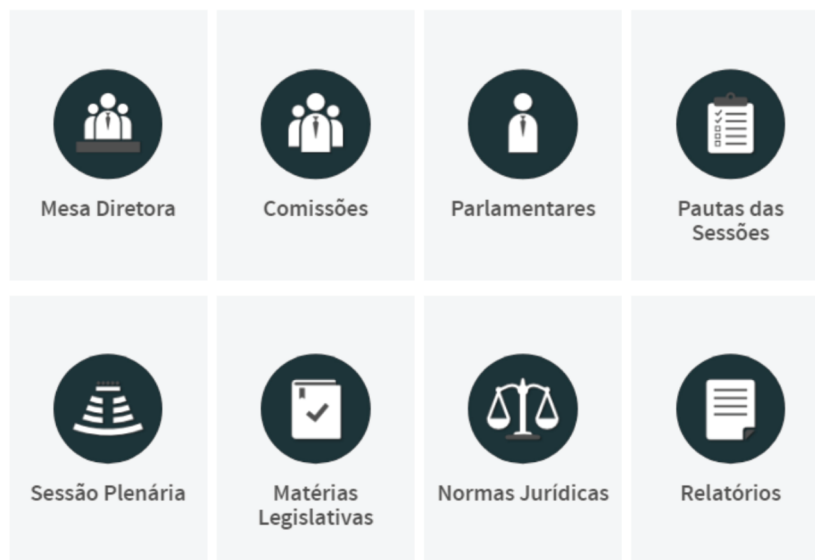 Mesa Diretora
Comissões
Parlamentares
Pautas das
Sessões
Sessão Plenária
Matérias
Legislativas
Normas Jurídicas
Relatórios